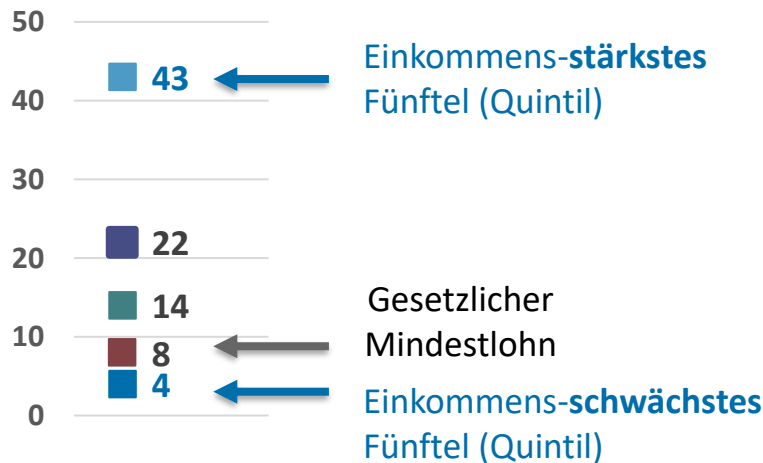 50
Einkommens-stärkstes
43
Fünftel (Quintil)
40
30
22
20
14
Gesetzlicher
10
Mindestlohn
8
4
Einkommens-schwächstes
0
Fünftel (Quintil)